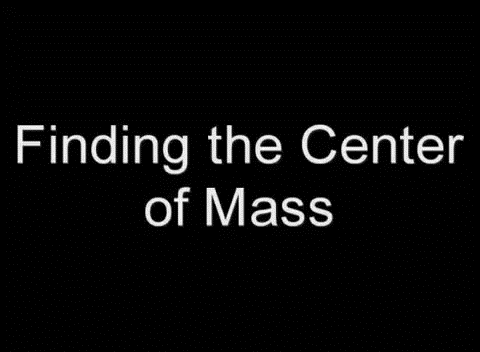 Finding the Center
of Mass